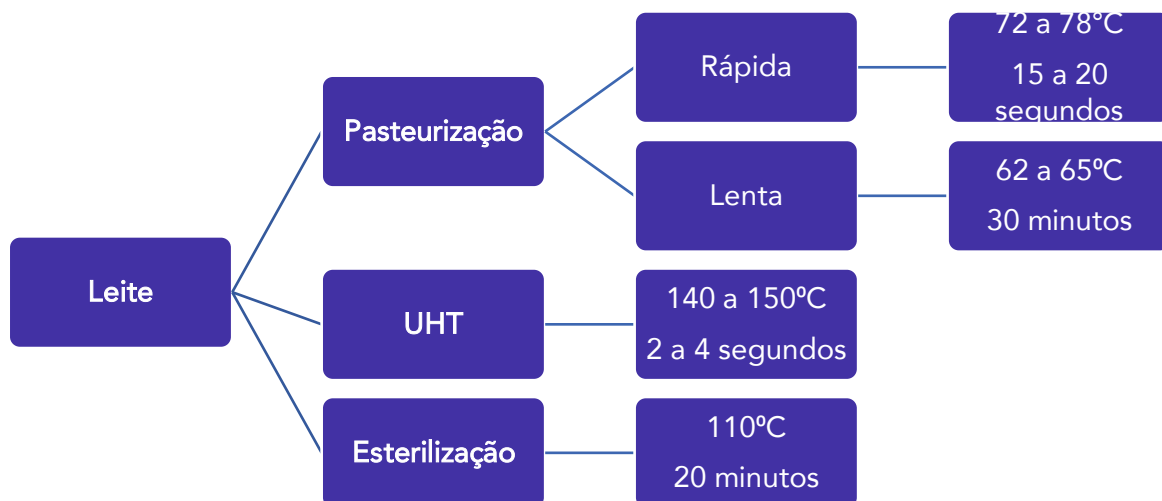 72 a 78°C
Rápida
15 a 20
segundos
Pasteurização
62 a 65ºC
Lenta
30 minutos
Leite
140 a 150ºC
UHT
2 a 4 segundos
110ºC
Esterilização
20 minutos